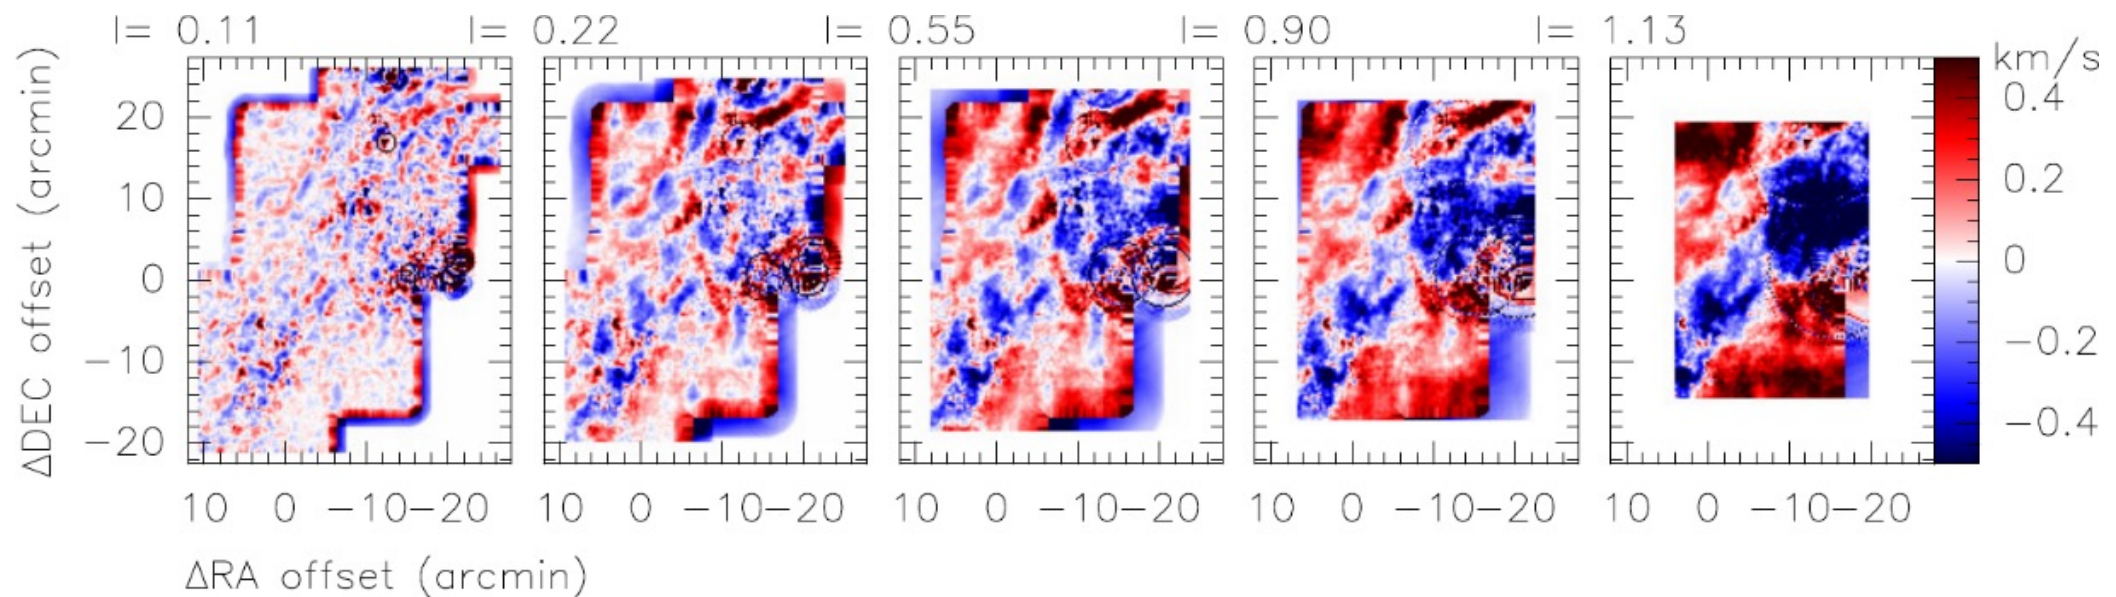 l= 0.11 l= 0.22 l= 0.55 l= 0.90 l= 1.13
km/s
20 0.4
10 0.2
0 0
−10 −0.2
−20 −0.4
10 0 −10 −20 10 0 −10 −20 10 0 −10 −20 10 0 −10 −20 10 0 −10 −20
ΔDEC offset (arcmin)
ΔRA offset (arcmin)